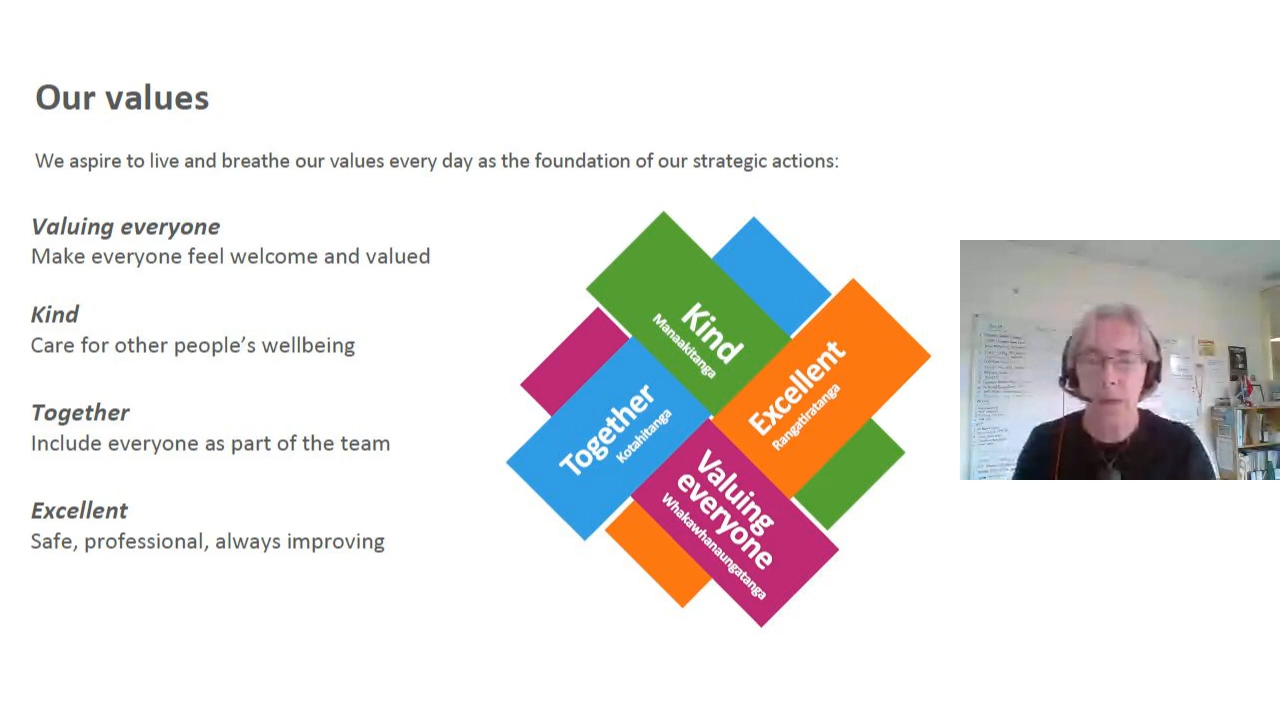 Our values
We aspire to live and breathe our values every day as the foundation of our strategic actions:
Valuing everyone
Make everyone feel welcome and valued
Kind
Care for other people’s wellbeing
Together
Include everyone as part of the team
Excellent
Safe, professional, always improving
Kind
Manaakitanga
Excellent
Rangatiratanga
Together
Kotahitanga
Valuing
everyone
Whakawhanaungatanga